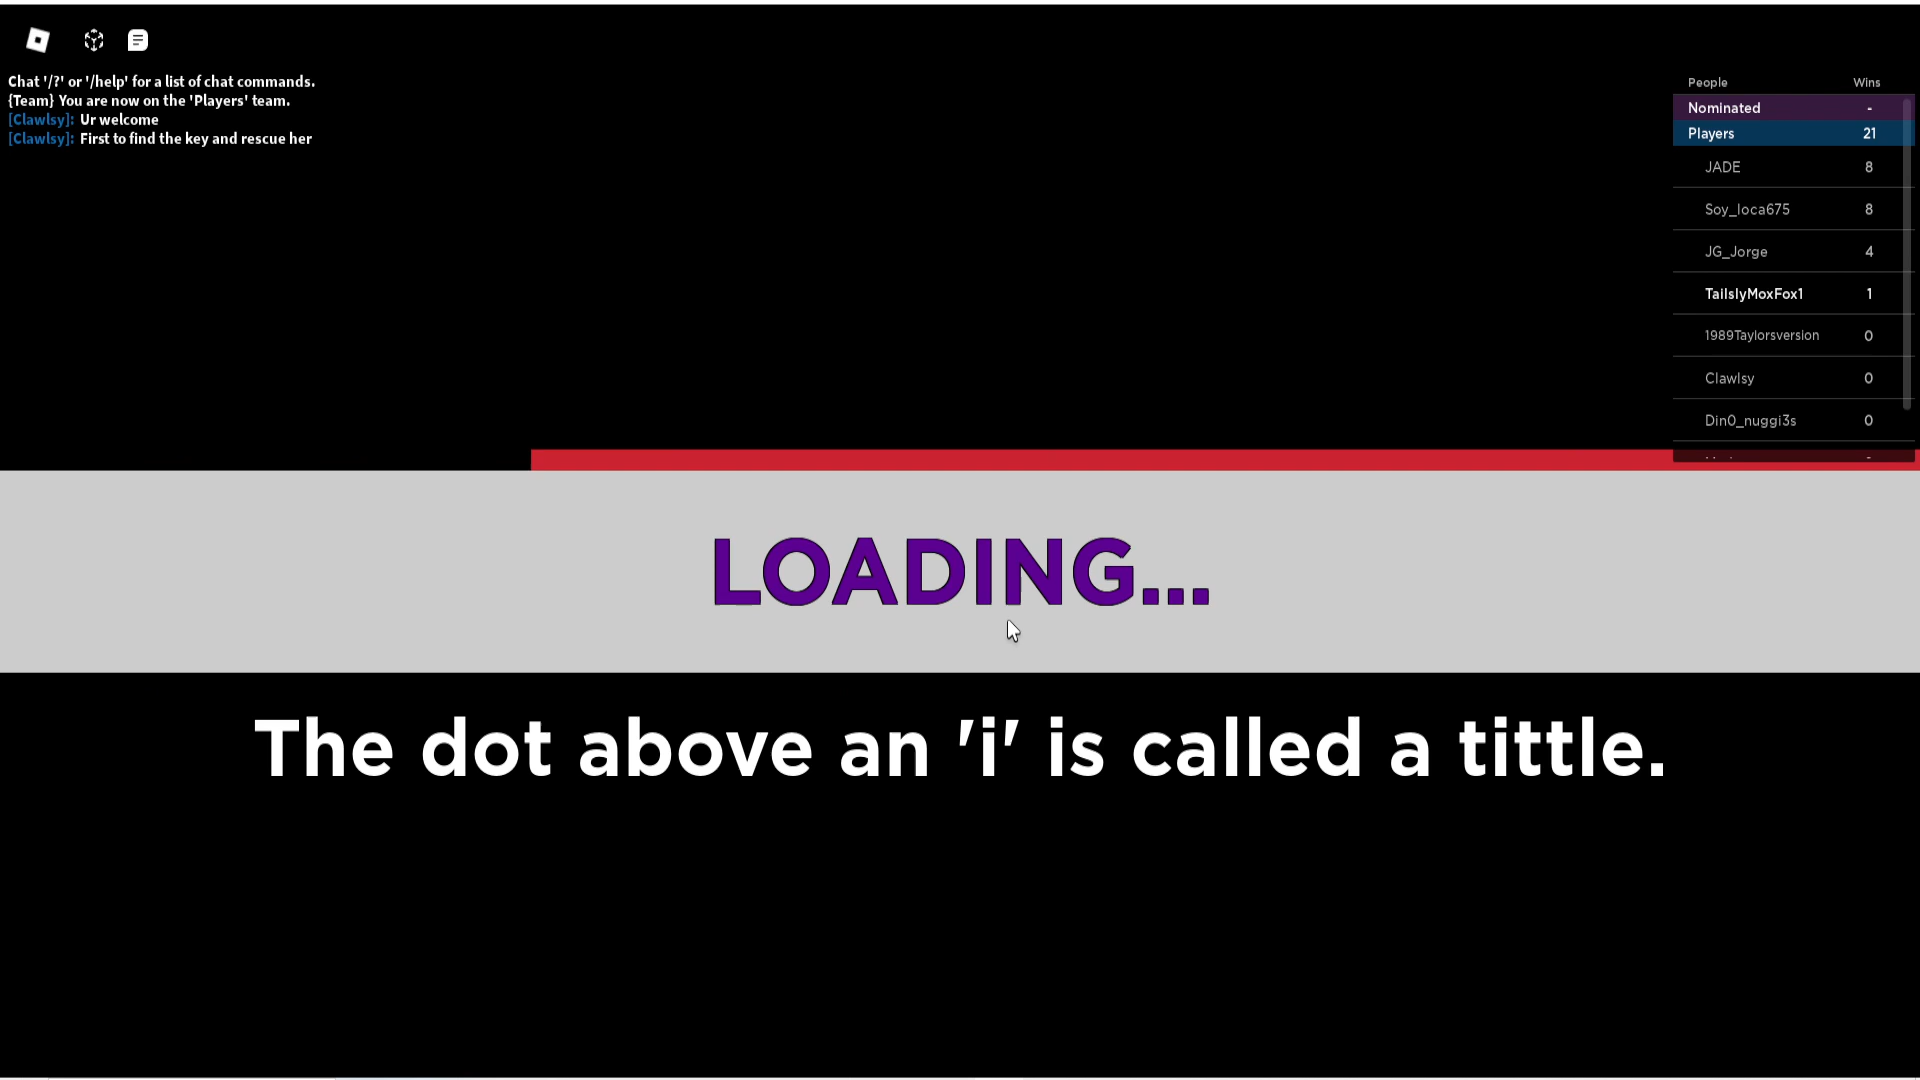 Chat '/?' or '/help' for a list of chat commands.
{Team} You are now on the 'Players' team.
[Clawlsy]: Ur welcome
[Clawlsy]: First to find the key and rescue her
People Wins
Nominated -
Players 21
JADE 8
Soy_loca675 8
JG_Jorge 4
TailslyMoxFox1 1
1989Taylorsversion 0
Clawlsy 0
Din0_nuggi3s 0
LOADING...
The dot above an 'i' is called a tittle.